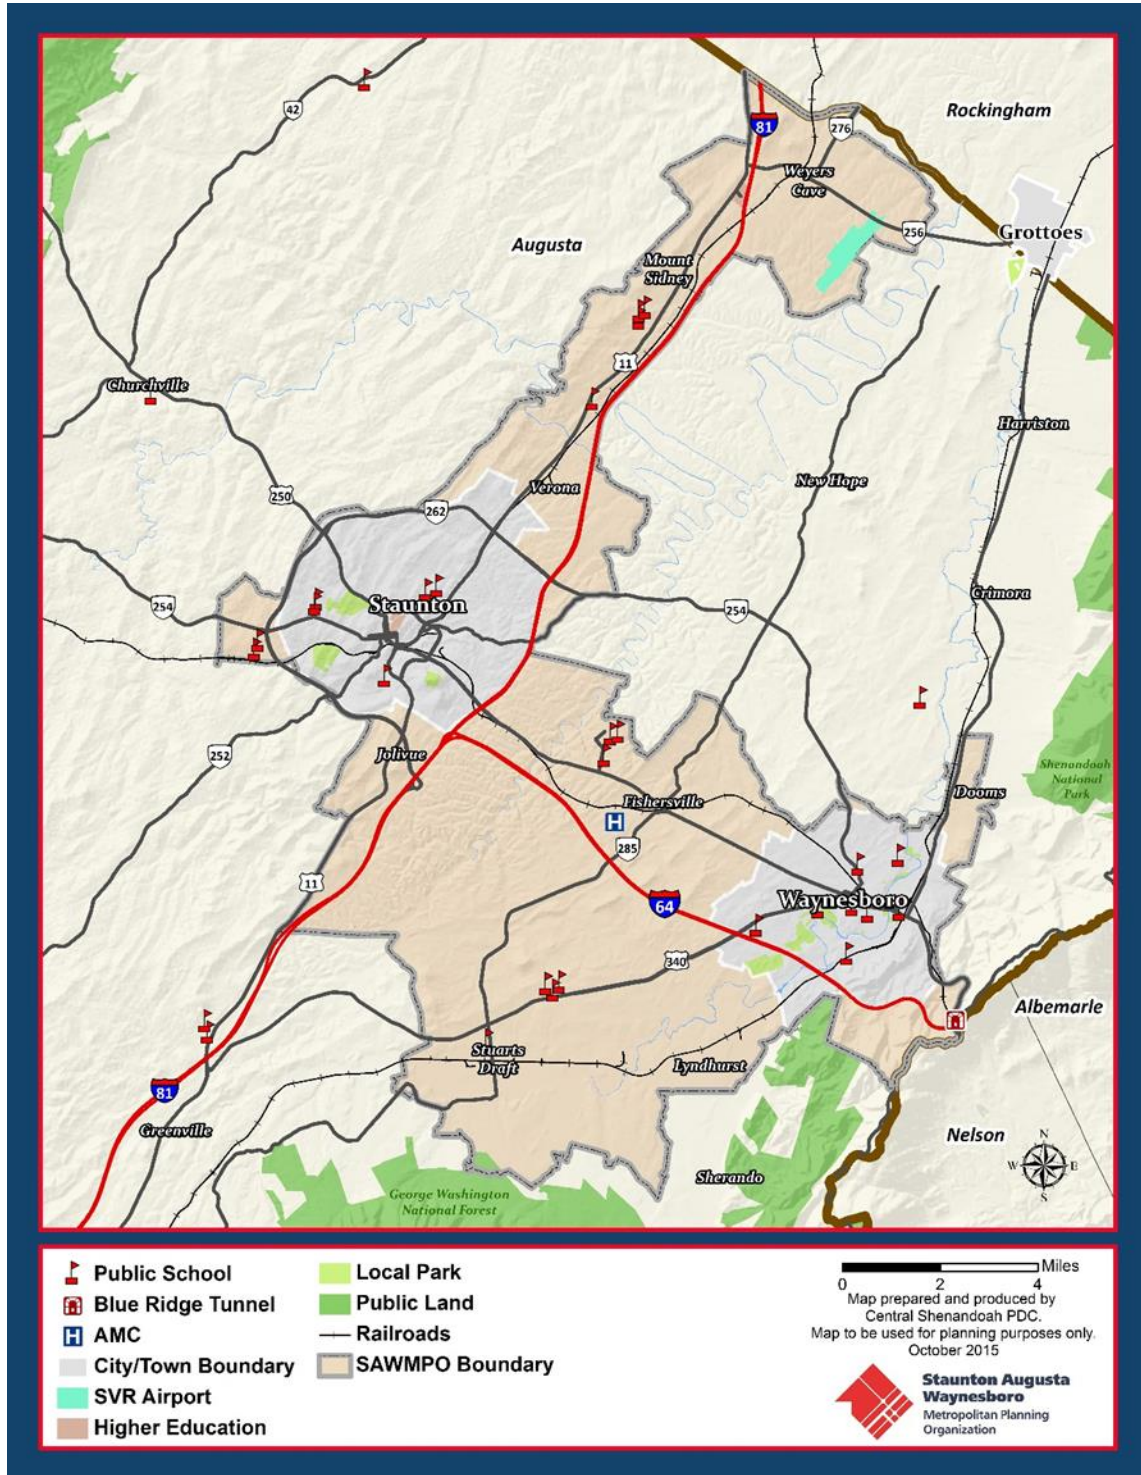 42
81
276
Rockingham
Weyers
Cave
256
Grottoes
Augusta
Mount
Sidney
11
Churchville
Harriston
250
262
Verona
New Hope
254
Staunton
254
Crimora
252
Jolivue
Shenandoah
National
Park
Fishersville
Dooms
285
11
64
Waynesboro
340
Albemarle
Stuarts
Draft
Lyndhurst
81
Greenville
Nelson
N
W
E
S
Sherando
George Washington
National Forest
Public School
Blue Ridge Tunnel
H AMC
City/Town Boundary
SVR Airport
Higher Education
Local Park
Public Land
Railroads
SAWMPO Boundary
Miles
0 2 4
Map prepared and produced by
Central Shenandoah PDC.
Map to be used for planning purposes only.
October 2015
Staunton Augusta
Waynesboro
Metropolitan Planning
Organization
H